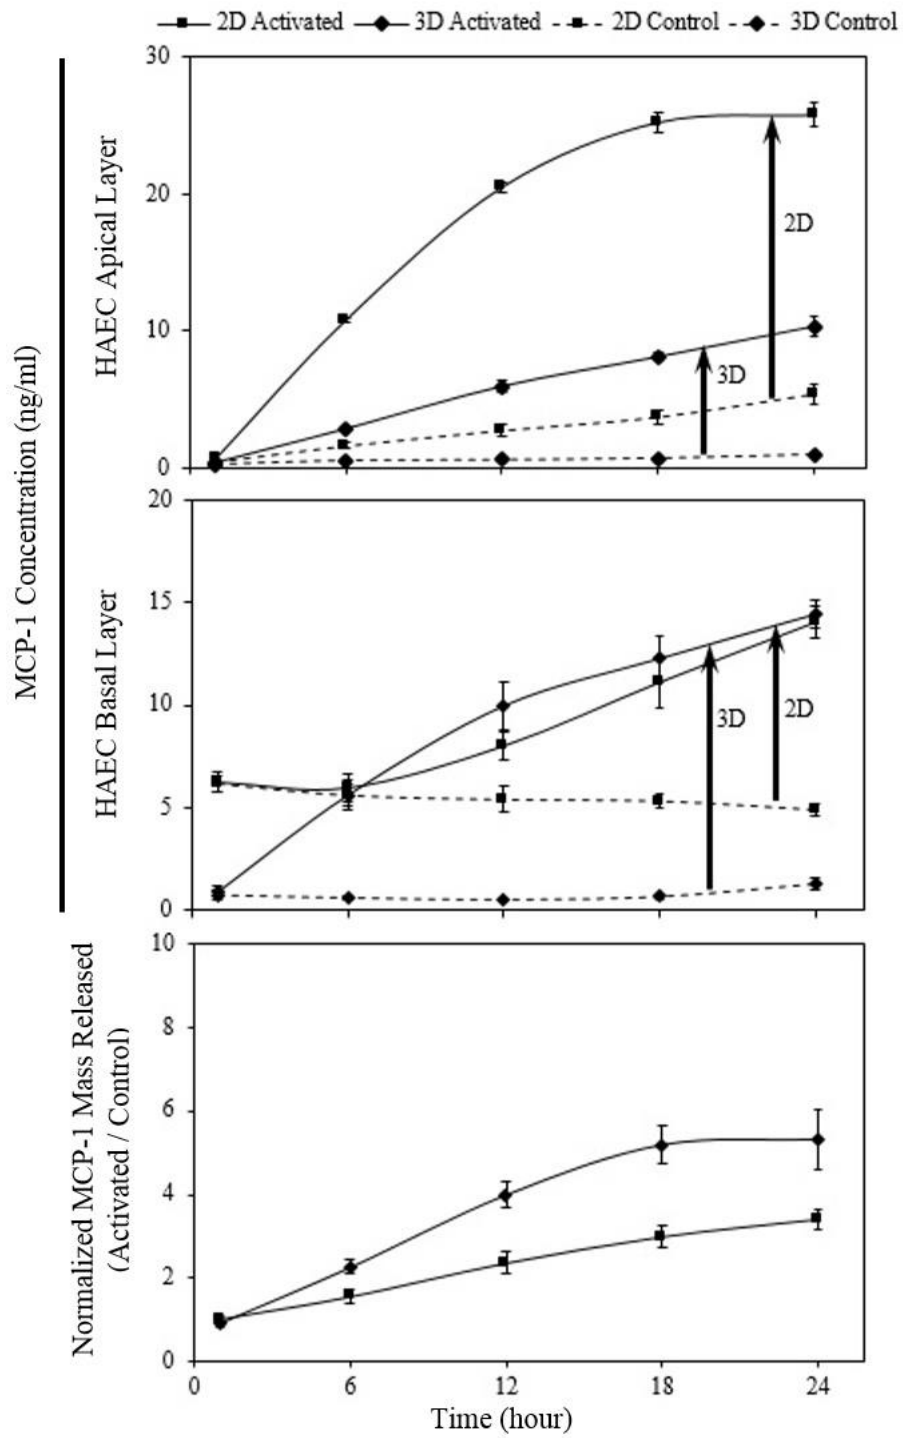 2D Activated 3D Activated 2D Control 3D Control
MCP-1 Concentration (ng/ml)
HAEC Apical Layer
30
20
10
0
2D
3D
HAEC Basal Layer
20
15
10
5
0
3D
2D
Normalized MCP-1 Mass Released
(Activated / Control)
10
8
6
4
2
0
0 6 12 18 24
Time (hour)